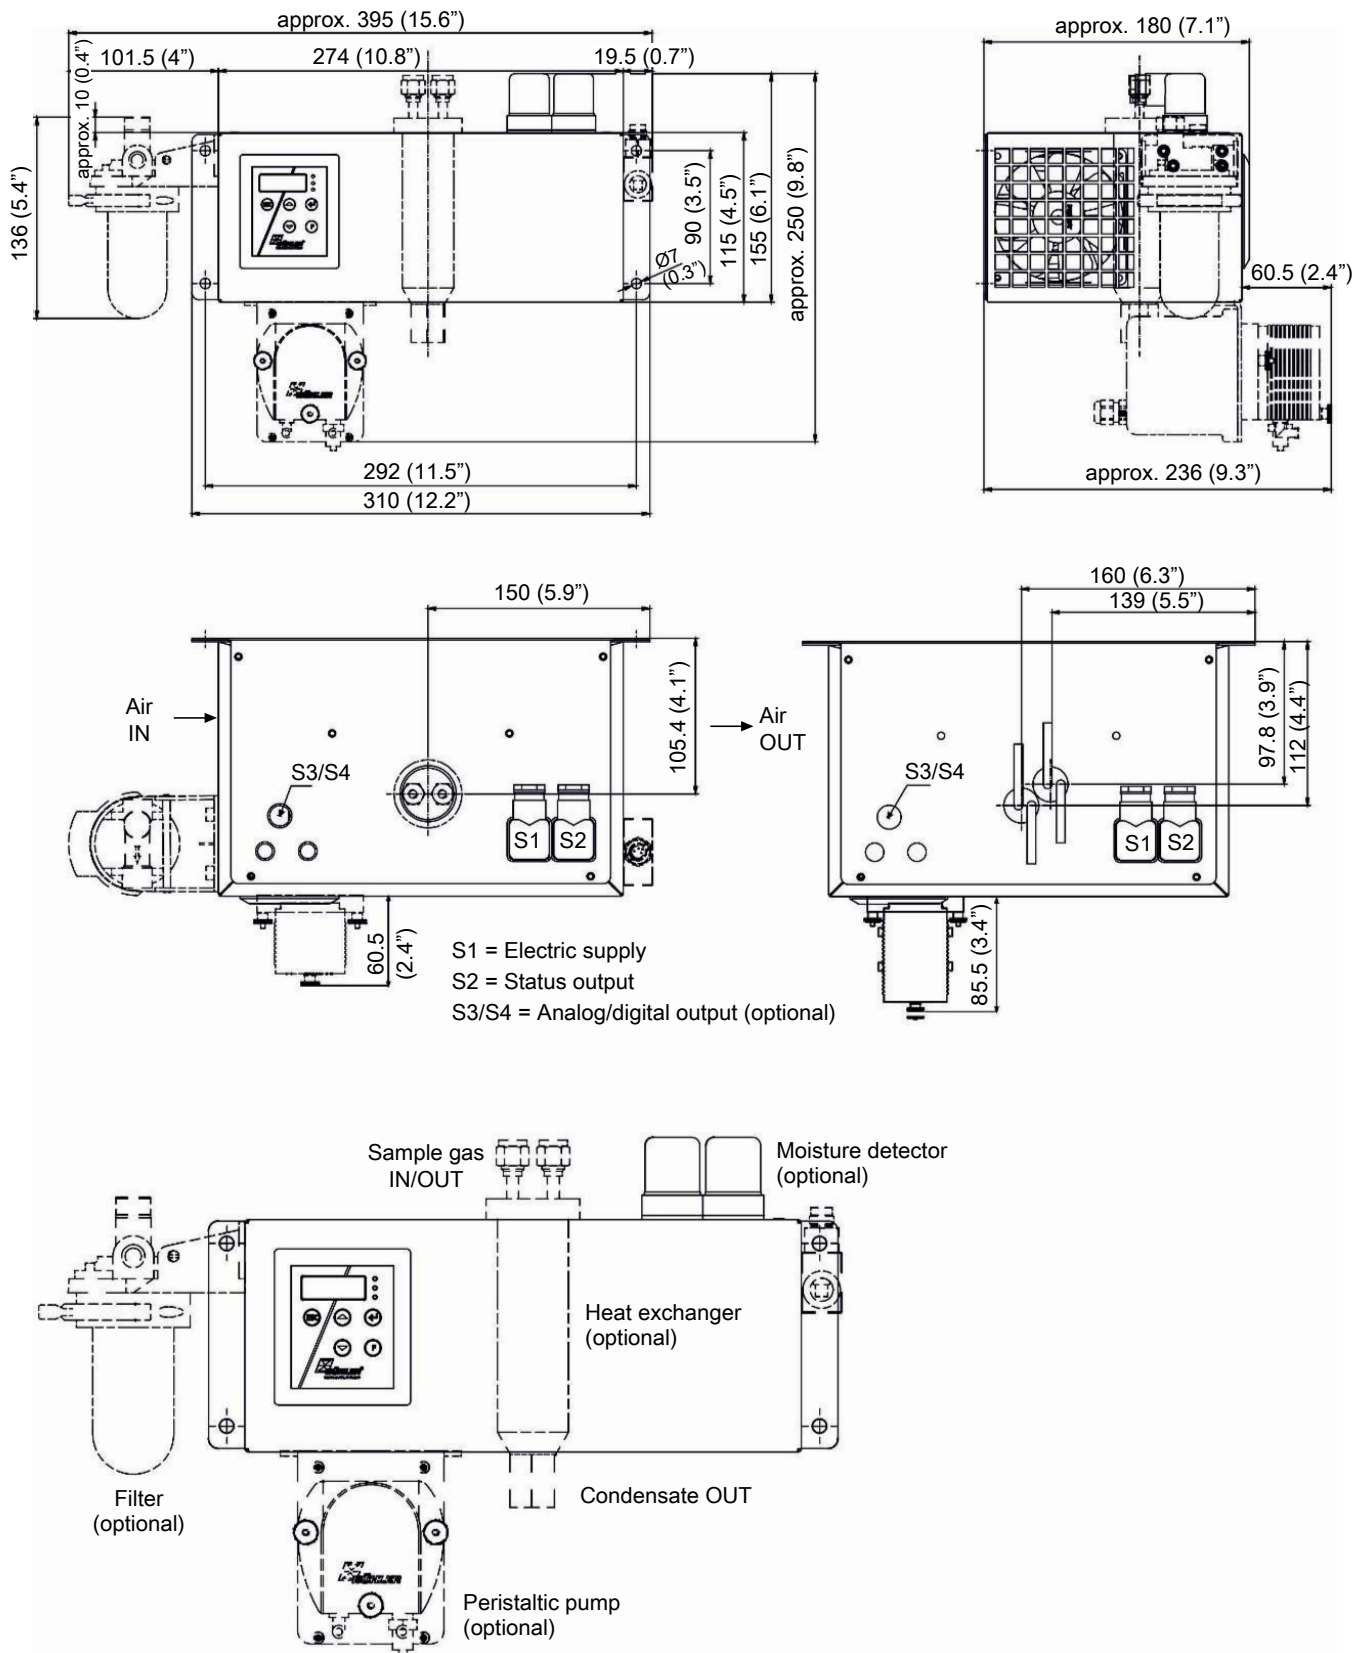 approx. 395 (15.6”)
101.5 (4”)
approx. 10 (0.4”)
274 (10.8”)
19.5 (0.7”)
136 (5.4”)
90 (3.5”)
115 (4.5”)
155 (6.1”)
approx. 250 (9.8”)
Ø7
(0.3”)
292 (11.5”)
310 (12.2”)
approx. 180 (7.1”)
60.5 (2.4”)
approx. 236 (9.3”)
150 (5.9”)
105.4 (4.1”)
Air
IN
S3/S4
S1
S2
Air
OUT
60.5
(2.4”)
160 (6.3”)
139 (5.5”)
97.8 (3.9”)
112 (4.4”)
S3/S4
S1
S2
85.5 (3.4”)
S1 = Electric supply
S2 = Status output
S3/S4 = Analog/digital output (optional)
Sample gas
IN/OUT
Moisture detector
(optional)
Heat exchanger
(optional)
Filter
(optional)
Condensate OUT
BÜHLER
Peristaltic pump
(optional)